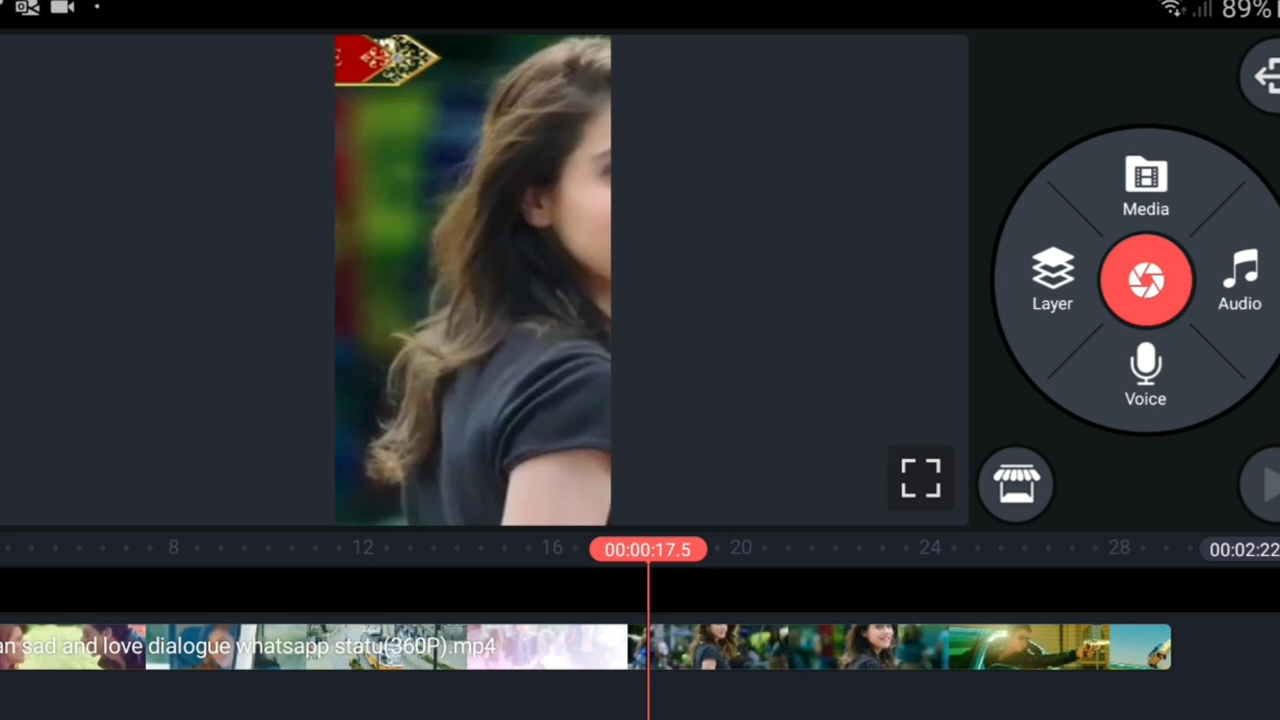 89%
Media
Layer
Audio
Voice
8
12
16
00:00:17.5
20
24
28
00:02:22
an sad and love dialogue whatsapp statu(360P).mp4